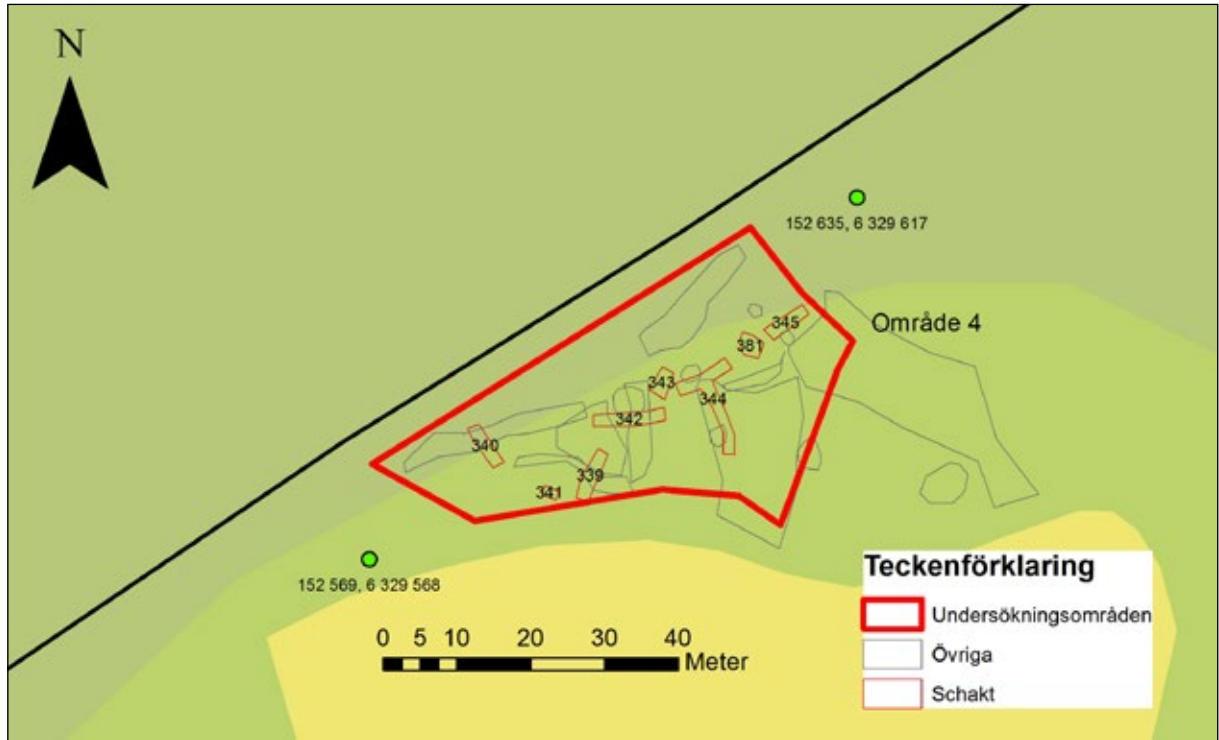 N
152 635, 6 329 617
Område 4
345
381
343
344
342
340
339
341
152 569, 6 329 568
0 5 10 20 30 40
Meter
Teckenförklaring
Undersökningsområden
Övriga
Schakt